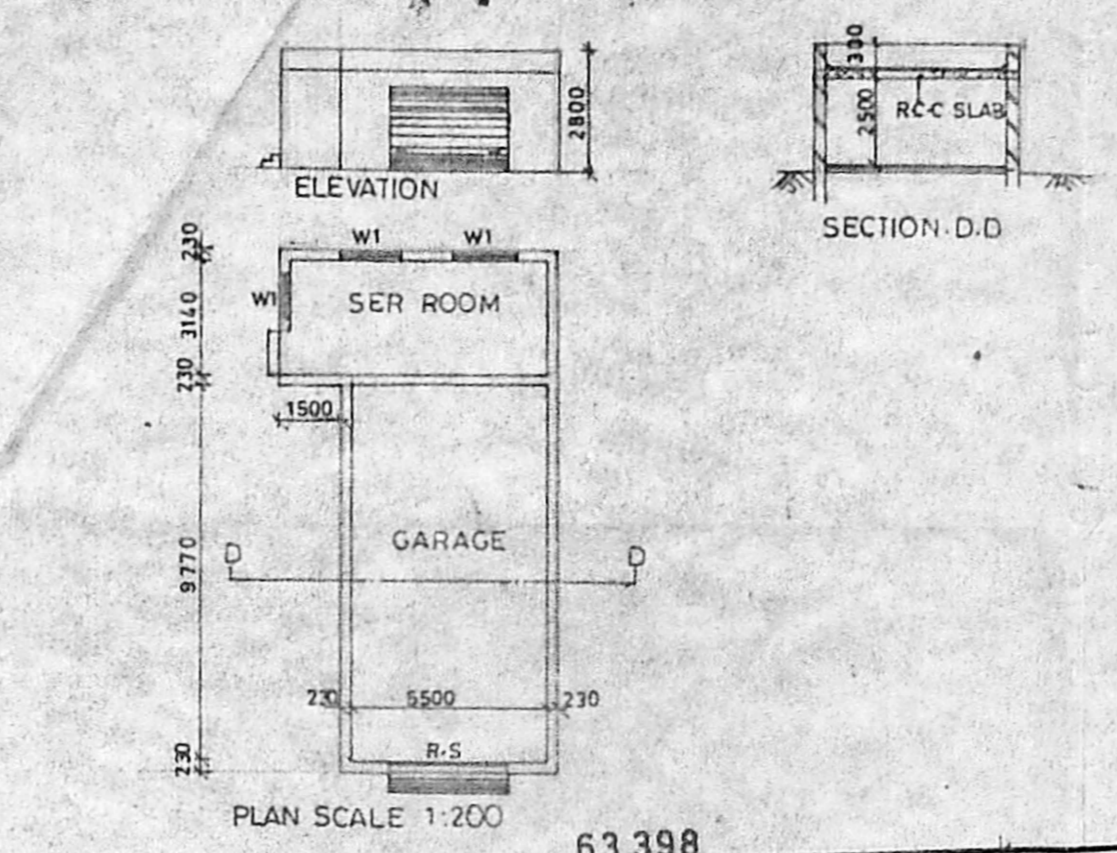 2800
ELEVATION
300
2500
R.C.C SLAB
SECTION.D.D
230
3140
230
9770
230
W1
W1
W1
SER ROOM
1500
GARAGE
D
D
230
5500
230
R.S
PLAN SCALE 1:200
63,398